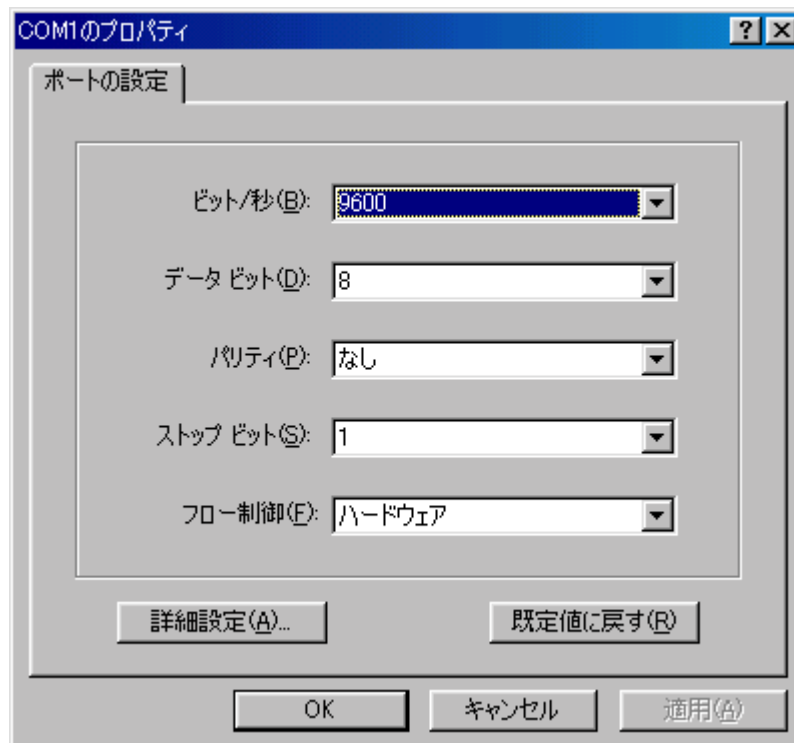 COM1のプロパティ
ポートの設定
ビット/秒(B): 9600
データ ビット(D): 8
パリティ(P): なし
ストップ ビット(S): 1
フロー制御(F): ハードウェア
詳細設定(A)... 既定値に戻す(R)
OK キャンセル 適用(A)